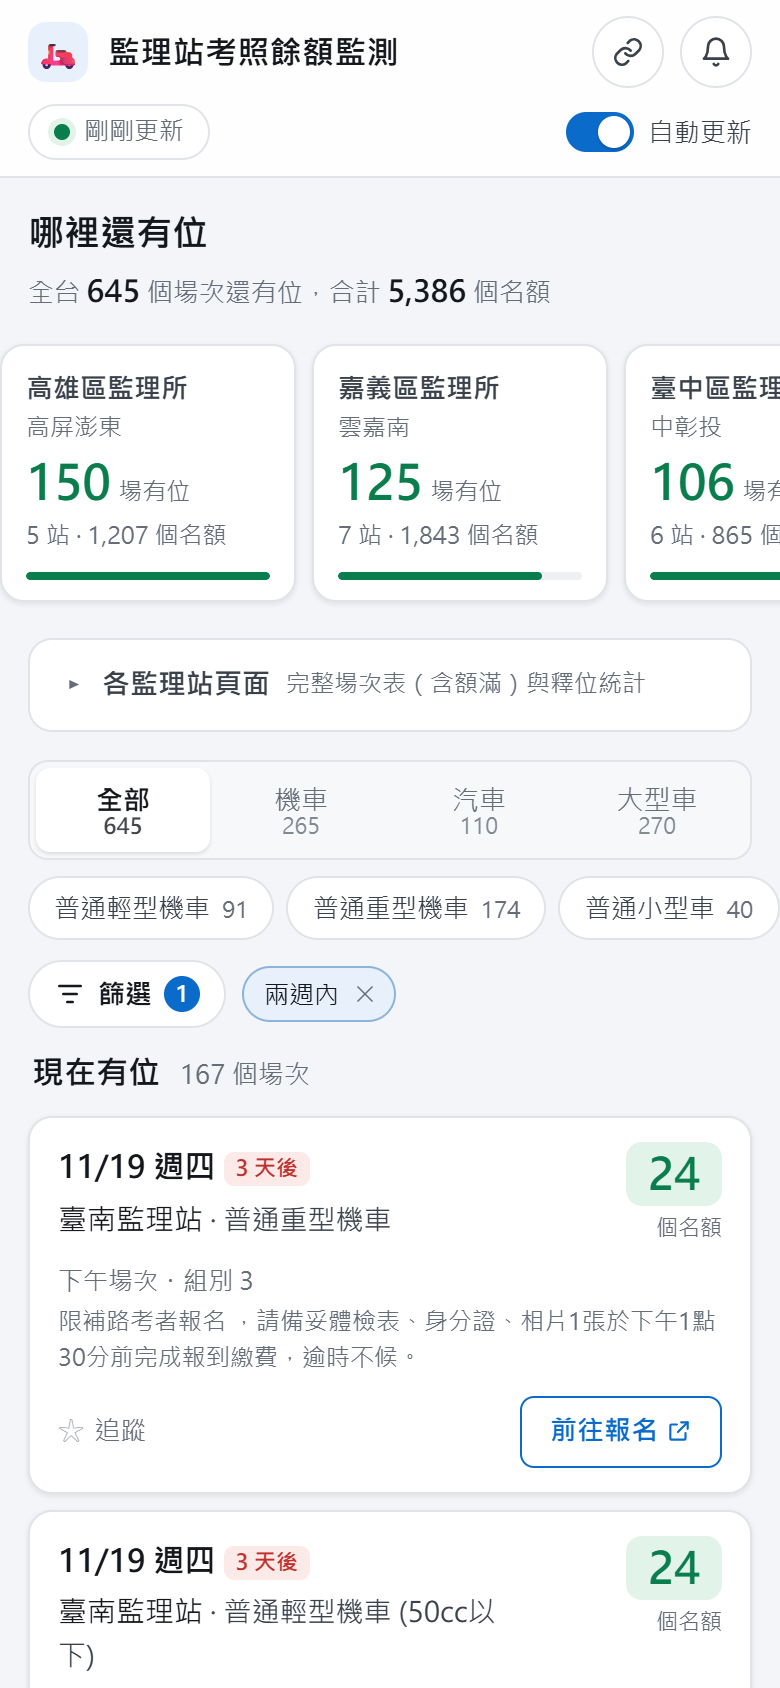 監理站考照餘額監測
剛剛更新
自動更新
哪裡還有位
全台 645 個場次還有位，合計 5,386 個名額
高雄區監理所
高屏澎東
150 場有位
5 站 · 1,207 個名額
嘉義區監理所
雲嘉南
125 場有位
7 站 · 1,843 個名額
臺中區監理
中彰投
106 場有
6 站 · 865 個
▸ 各監理站頁面 完整場次表（含額滿）與釋位統計
全部
645
機車
265
汽車
110
大型車
270
普通輕型機車 91
普通重型機車 174
普通小型車 40
篩選 1
兩週內 ×
現在有位 167 個場次
11/19 週四 3 天後
24
個名額
臺南監理站 · 普通重型機車
下午場次 · 組別 3
限補路考者報名 ，請備妥體檢表、身分證、相片1張於下午1點
30分前完成報到繳費，逾時不候。
☆ 追蹤
前往報名
11/19 週四 3 天後
24
個名額
臺南監理站 · 普通輕型機車 (50cc以
下)